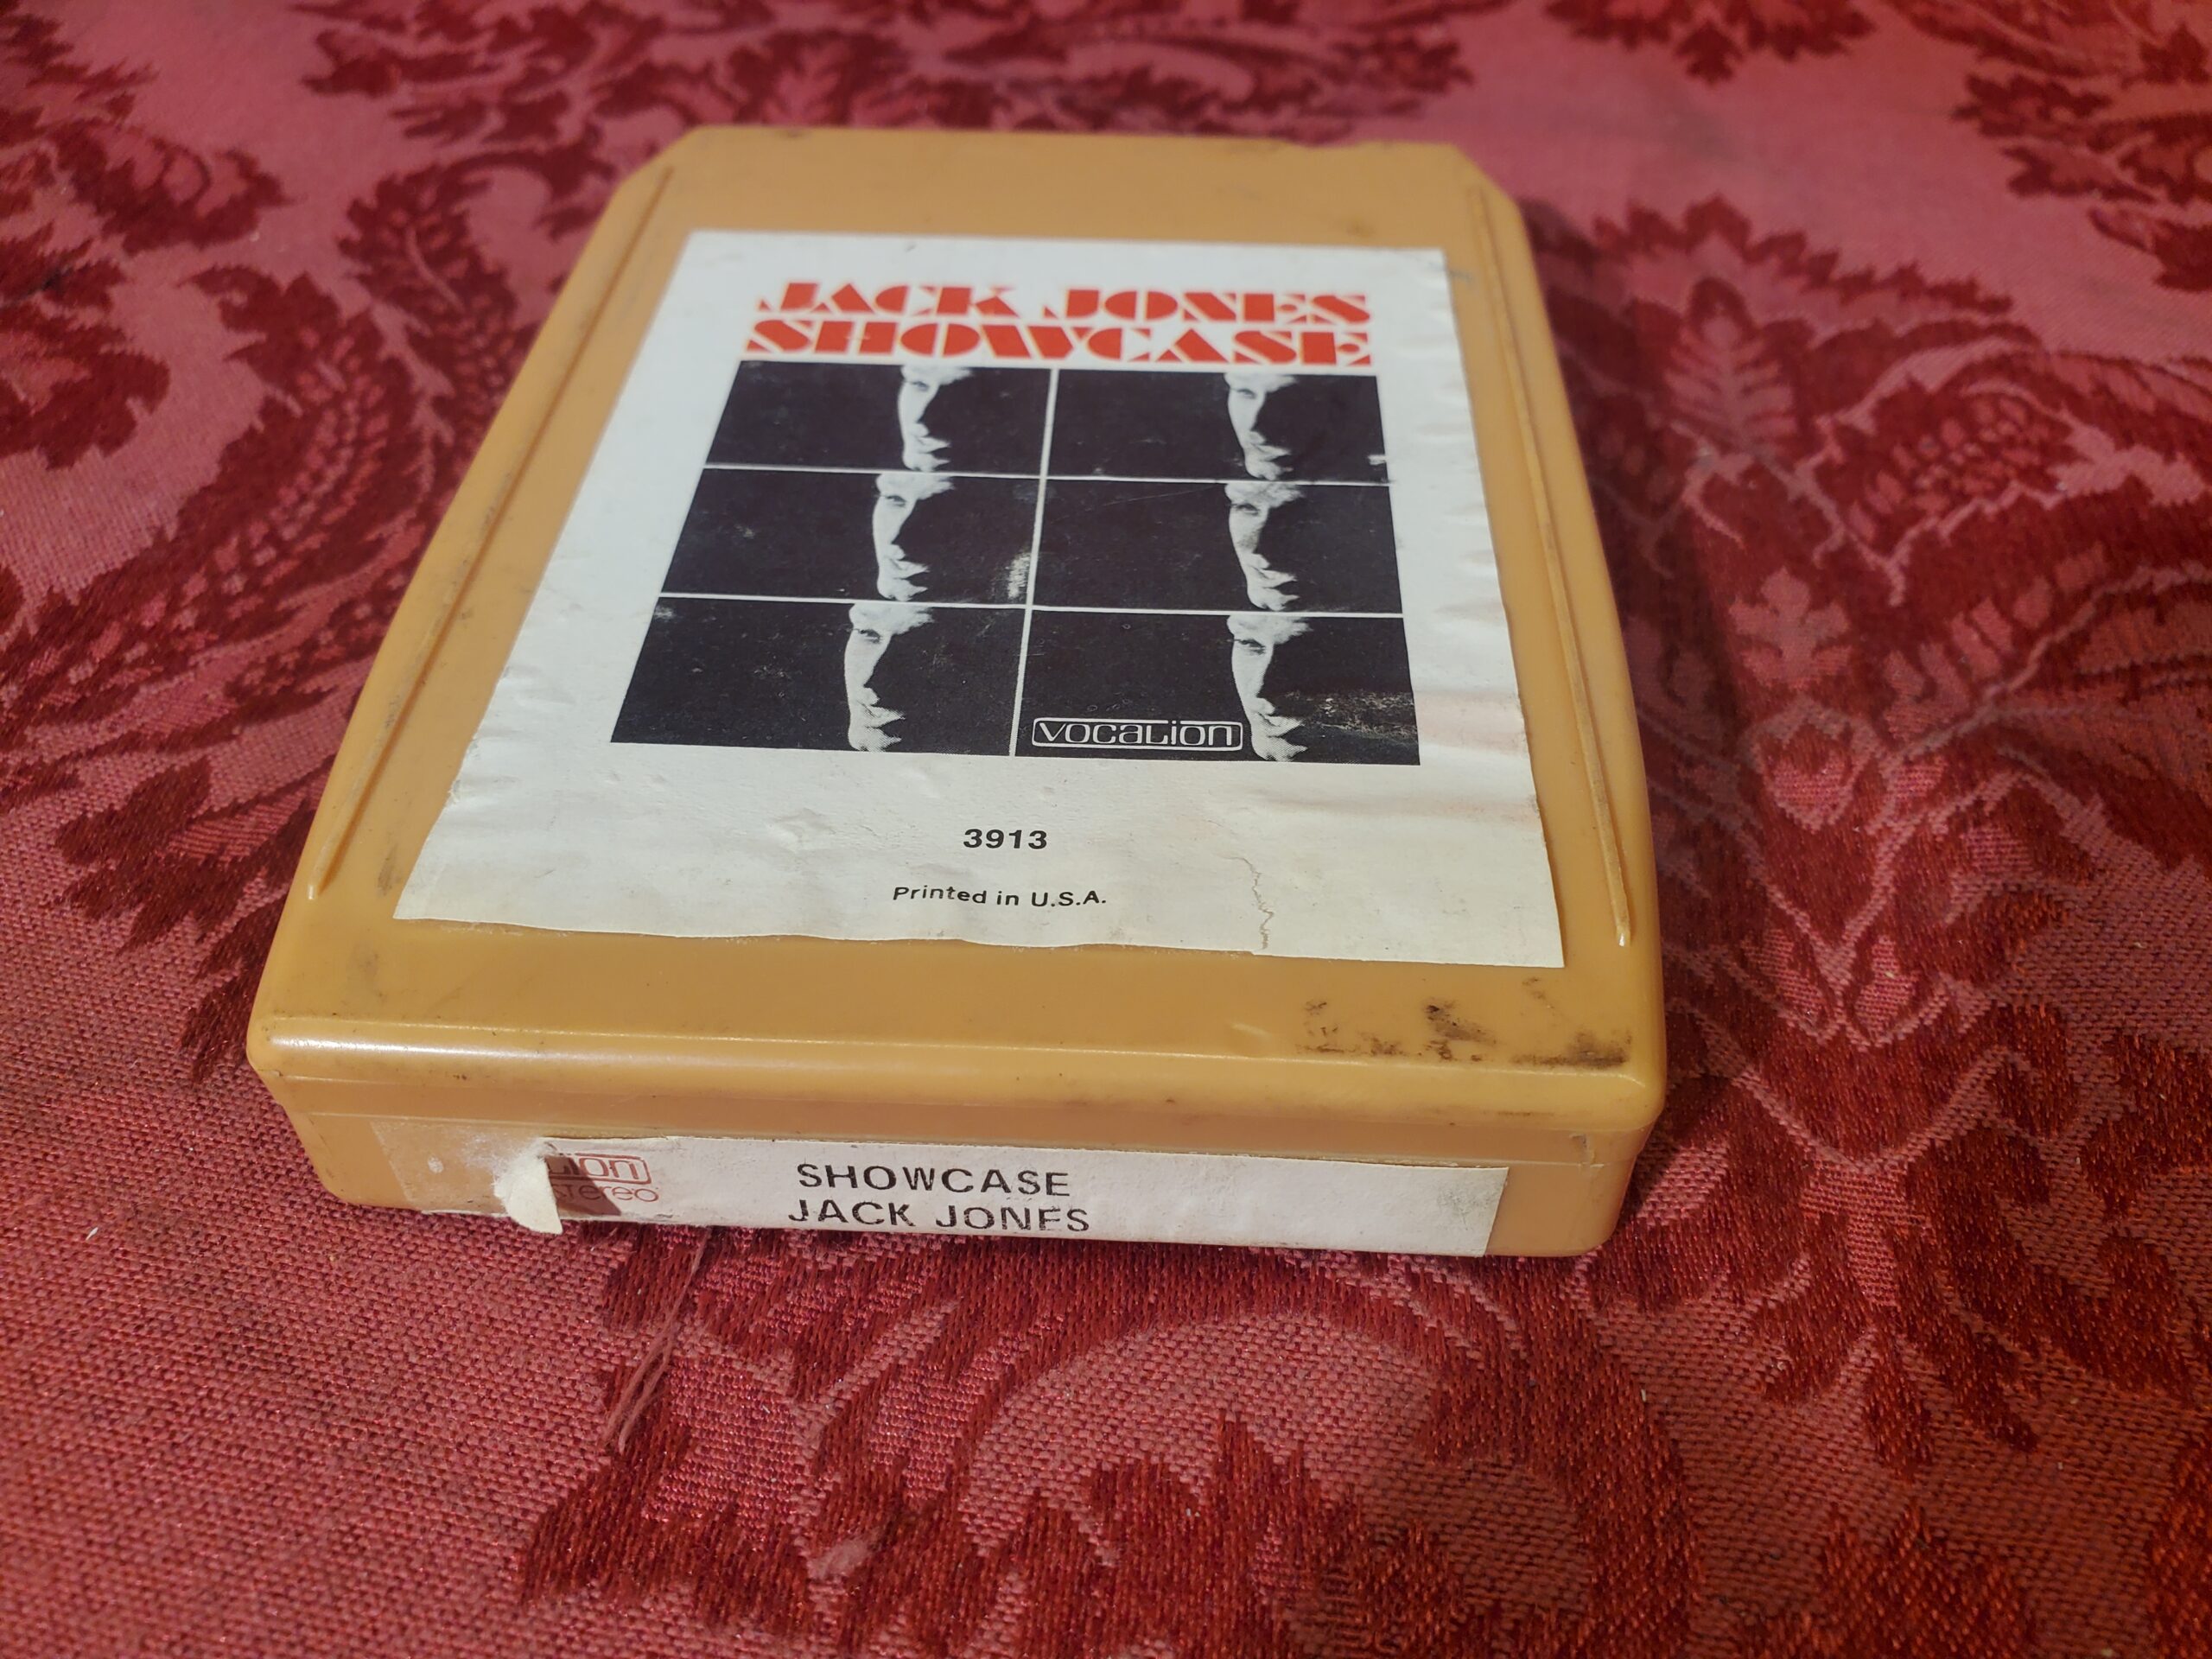 JACK JONES
SHOWCASE
vocalion
3913
Printed in U.S.A.
SHOWCASE
JACK JONES